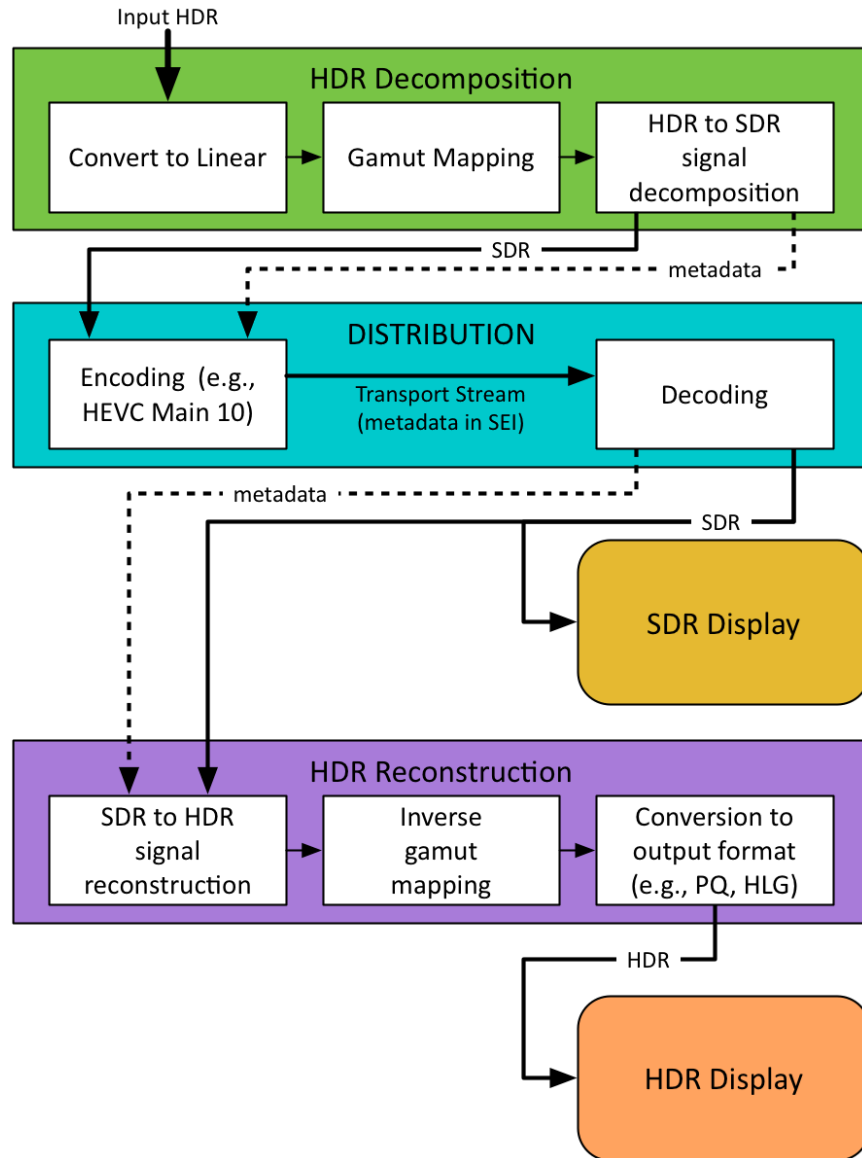 Input HDR
HDR Decomposition
Convert to Linear
Gamut Mapping
HDR to SDR
signal
decomposition
SDR
metadata
DISTRIBUTION
Encoding (e.g.,
HEVC Main 10)
Transport Stream
(metadata in SEI)
Decoding
metadata
SDR
SDR Display
HDR Reconstruction
SDR to HDR
signal
reconstruction
Inverse
gamut
mapping
Conversion to
output format
(e.g., PQ, HLG)
HDR
HDR Display